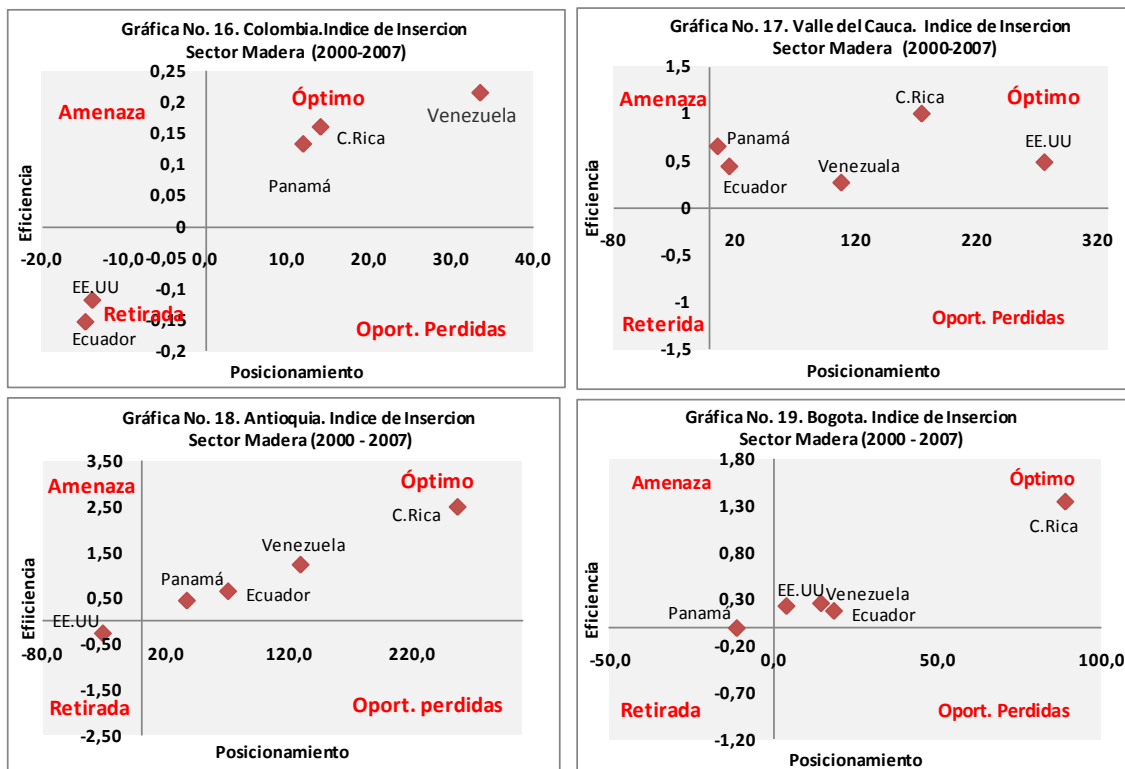 Gráfica No. 16. Colombia.Indice de Insercion
Sector Madera (2000-2007)
0,25
0,2
0,15
0,1
0,05
0
-0,05
-0,1
-0,15
-0,2
-20,0
-10,0
0,0
10,0
20,0
30,0
40,0
Amenaza
Óptimo
Venezuela
C.Rica
Panamá
EE.UU
Retirada
Ecuador
Oport. Perdidas
Eficiencia
Posicionamiento
Gráfica No. 17. Valle del Cauca. Indice de Insercion
Sector Madera (2000-2007)
1,5
1
0,5
0
-0,5
-1
-1,5
-80
20
120
220
320
Amenaza
Óptimo
C.Rica
Panamá
EE.UU
Venezuala
Ecuador
Reterida
Oport. Perdidas
Eficiencia
Posicionamiento
Gráfica No. 18. Antioquia. Indice de Insercion
Sector Madera (2000 - 2007)
3,50
2,50
1,50
0,50
-0,50
-1,50
-2,50
-80,0
20,0
120,0
220,0
Amenaza
Óptimo
C.Rica
Venezuela
Panamá
Ecuador
EE.UU
Retirada
Oport. perdidas
Efiiciencia
Posicionamiento
Gráfica No. 19. Bogota. Indice de Insercion
Sector Madera (2000 - 2007)
1,80
1,30
0,80
0,30
-0,20
-0,70
-1,20
-50,0
0,0
50,0
100,0
Amenaza
Óptimo
C.Rica
EE.UU
Venezuela
Panamá
Ecuador
Retirada
Oport. Perdidas
Eficiencia
Posicionamiento